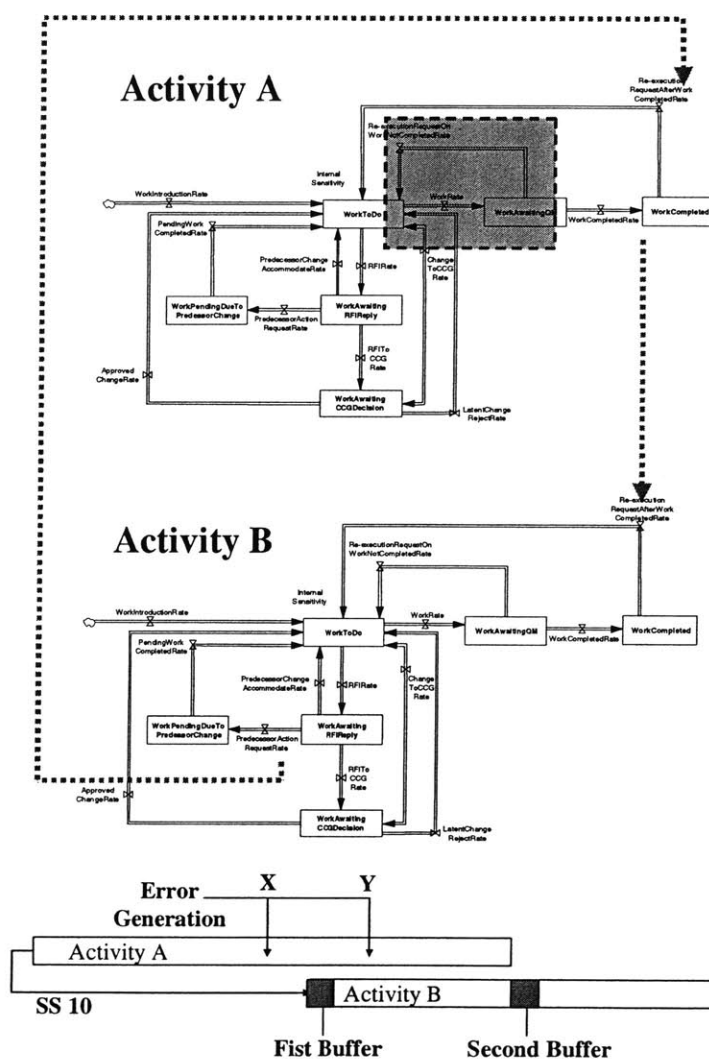 Activity A
Re-execution
RequestAfterWork
CompletedRate
Re-executionRequestOn
WorkNotCompletedRate
Internal
Sensitivity
WorkIntroductionRate
WorkToDo
WorkRate
WorkAwaitingQM
WorkCompletedRate
WorkCompleted
PendingWork
CompletedRate
PredecessorChange
AccommodateRate
RFIRate
Change
ToCCG
Rate
WorkPendingDueTo
PredessorChange
PredecessorAction
RequestRate
WorkAwaiting
RFIReply
RFITo
CCG
Rate
Approved
ChangeRate
WorkAwaiting
CCGDecision
LatentChange
RejectRate
Activity B
Re-execution
RequestAfterWork
CompletedRate
Re-executionRequestOn
WorkNotCompletedRate
Internal
Sensitivity
WorkIntroductionRate
WorkToDo
WorkRate
WorkAwaitingQM
WorkCompletedRate
WorkCompleted
PendingWork
CompletedRate
PredecessorChange
AccommodateRate
RFIRate
Change
ToCCG
Rate
WorkPendingDueTo
PredessorChange
PredecessorAction
RequestRate
WorkAwaiting
RFIReply
RFITo
CCG
Rate
Approved
ChangeRate
WorkAwaiting
CCGDecision
LatentChange
RejectRate
Error
Generation
X
Y
Activity A
SS 10
Activity B
Fist Buffer
Second Buffer